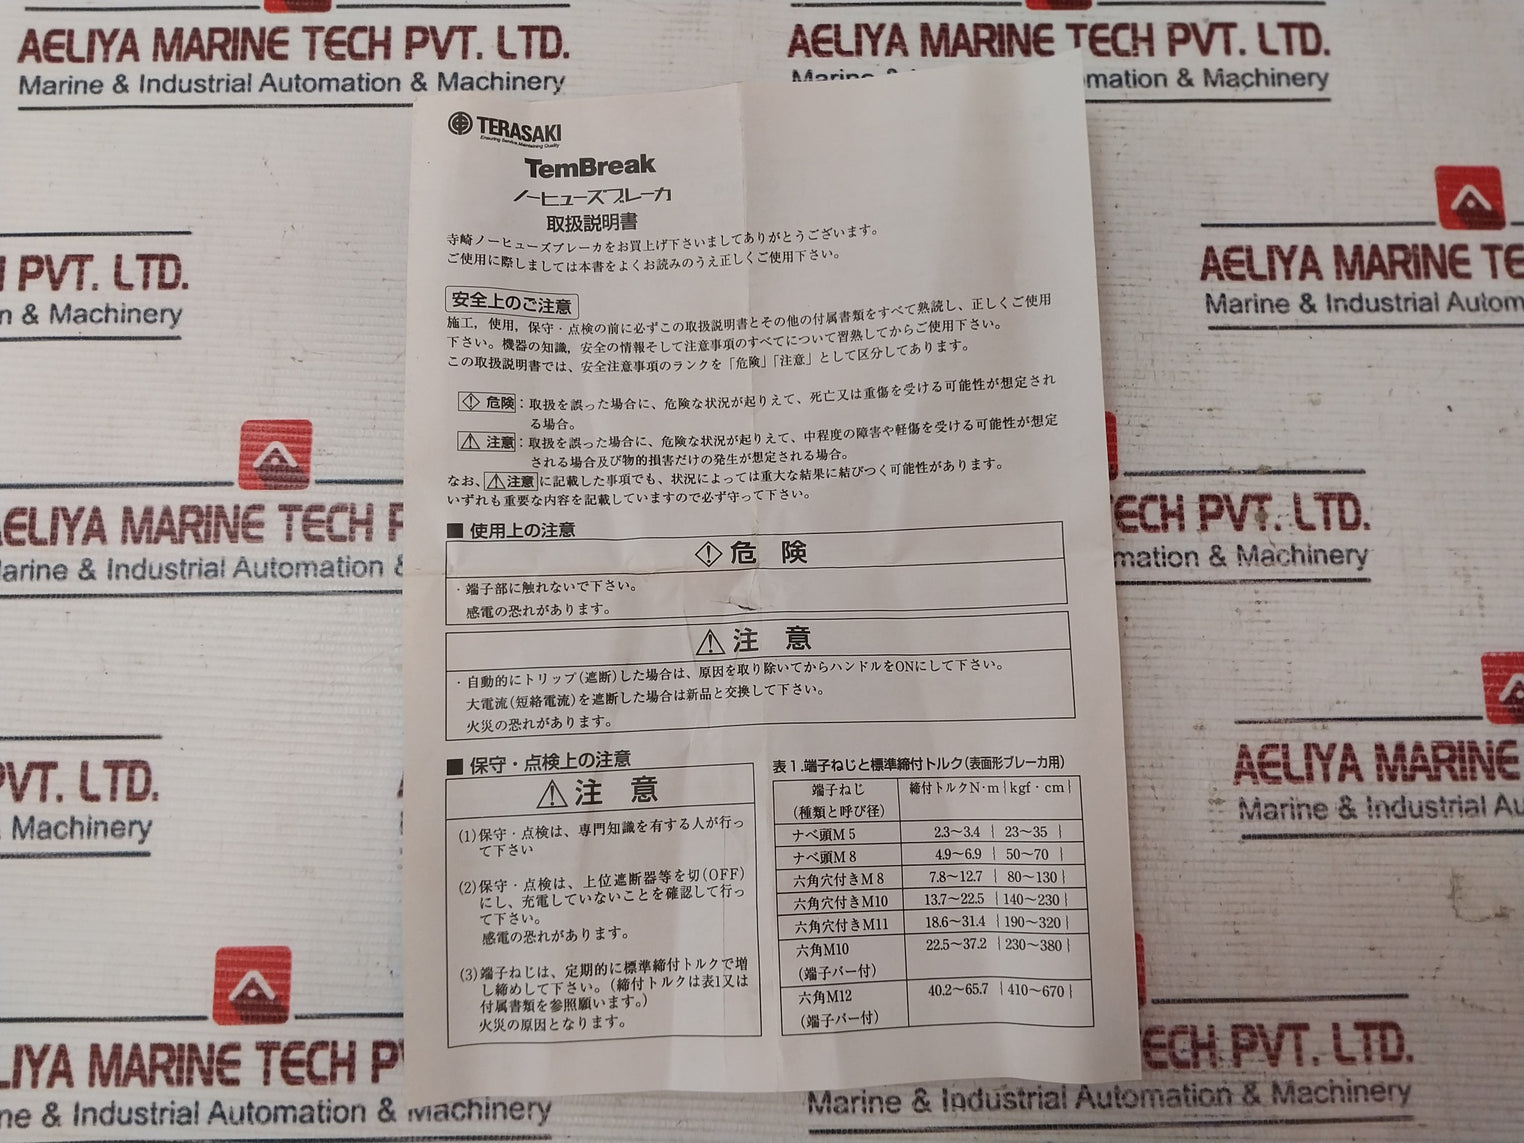 AELIYA MARINE TECH PVT. LTD.
Marine & Industrial Automation & Machinery
AELIYA MARINE TECH PVT. LTD.
Marine & Industrial Automation & Machinery
PVT. LTD.
n & Machinery
AELIYA MARINE TE
Marine & Industrial Autom
AELIYA MARINE TECH P
arine & Industrial Automation &
ECH PVT. LTD.
mation & Machinery
PVT. LTD.
Machinery
AELIYA MARINE
Marine & Industrial A
LIYA MARINE TECH P
ne & Industrial Automation & Machinery
ECH PVT. LTD.
Marine & Industrial Automation & Machinery
TERASAKI
Ensuring Service, Maintaining Quality
TemBreak
ノーヒューズブレーカ
取扱説明書
寺崎ノーヒューズブレーカをお買上げ下さいましてありがとうございます。
ご使用に際しましては本書をよくお読みのうえ正しくご使用下さい。
安全上のご注意
施工，使用，保守・点検の前に必ずこの取扱説明書とその他の付属書類をすべて熟読し、正しくご使用
下さい。機器の知識，安全の情報そして注意事項のすべてについて習熟してからご使用下さい。
この取扱説明書では、安全注意事項のランクを「危険」「注意」として区分してあります。
危険：取扱を誤った場合に、危険な状況が起りえて、死亡又は重傷を受ける可能性が想定され
る場合。
注意：取扱を誤った場合に、危険な状況が起りえて、中程度の障害や軽傷を受ける可能性が想定
される場合及び物的損害だけの発生が想定される場合。
なお、注意に記載した事項でも、状況によっては重大な結果に結びつく可能性があります。
いずれも重要な内容を記載していますので必ず守って下さい。
■ 使用上の注意
危 険
・端子部に触れないで下さい。
感電の恐れがあります。
注 意
・自動的にトリップ(遮断)した場合は、原因を取り除いてからハンドルをONにして下さい。
大電流(短絡電流)を遮断した場合は新品と交換して下さい。
火災の恐れがあります。
■ 保守・点検上の注意
注 意
(1)保守・点検は、専門知識を有する人が行っ
て下さい
(2)保守・点検は、上位遮断器等を切(OFF)
にし、充電していないことを確認して行っ
て下さい。
感電の恐れがあります。
(3)端子ねじは、定期的に標準締付トルクで増
し締めして下さい。(締付トルクは表1又は
付属書類を参照願います。)
火災の原因となります。
表１.端子ねじと標準締付トルク(表面形ブレーカ用)
端子ねじ
(種類と呼び径)
締付トルクN･m {kgf・cm}
ナベ頭M 5 2.3～3.4 { 23～35 }
ナベ頭M 8 4.9～6.9 { 50～70 }
六角穴付きM 8 7.8～12.7 { 80～130}
六角穴付きM10 13.7～22.5 {140～230}
六角穴付きM11 18.6～31.4 {190～320}
六角M10 22.5～37.2 {230～380}
(端子バー付)
六角M12 40.2～65.7 {410～670}
(端子バー付)